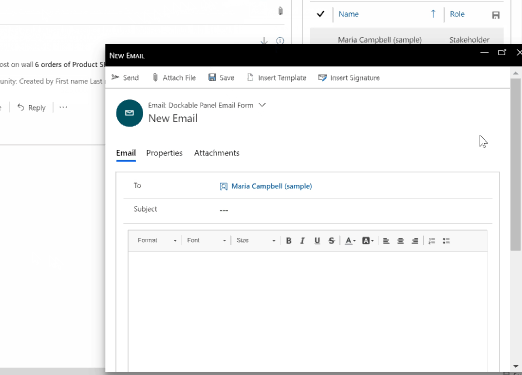 Name ↑ Role
Maria Campbell (sample) Stakeholder
New Email
ost on wall 6 orders of Product S
Send Attach File Save Insert Template Insert Signature
unity: Created by First name Last
Reply ...
Email: Dockable Panel Email Form
New Email
Email Properties Attachments
To Maria Campbell (sample)
Subject ---
Format Font Size B I U S A A